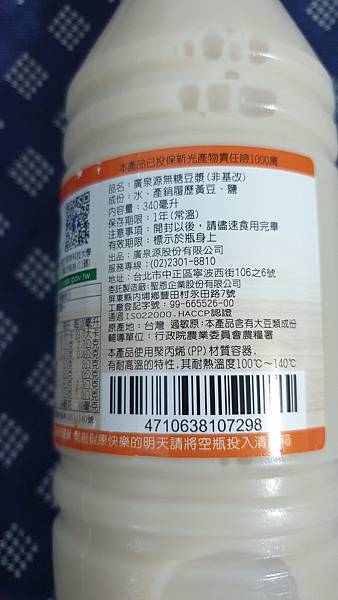 本產品已投保新光產物責任險1000萬
品名:廣泉源無糖豆漿(非基改)
成份:水、產銷履歷黃豆、鹽
內容量:340毫升
保存期限:1年(常溫)
注意事項:開封以後,請儘速食用完畢
有效期限:標示於瓶身上
出品:廣泉源股份有限公司
服務專線:(02)2301-8810
地址:台北市中正區寧波西街106之6號
委託製造廠:聖恩企業股份有限公司
屏東縣內埔鄉豐田村永田路7號
工廠登記字號:99-665526-00
通過ISO22000.HACCP認證
原產地:台灣 過敏原:本產品含有大豆類成份
輔導單位:行政院農業委員會農糧署
本產品使用聚丙烯(PP)材質容器,
有耐高溫的特性,其耐熱溫度100℃~140℃
4710638107298
健康快樂的明天請將空瓶投入清
gov.tw